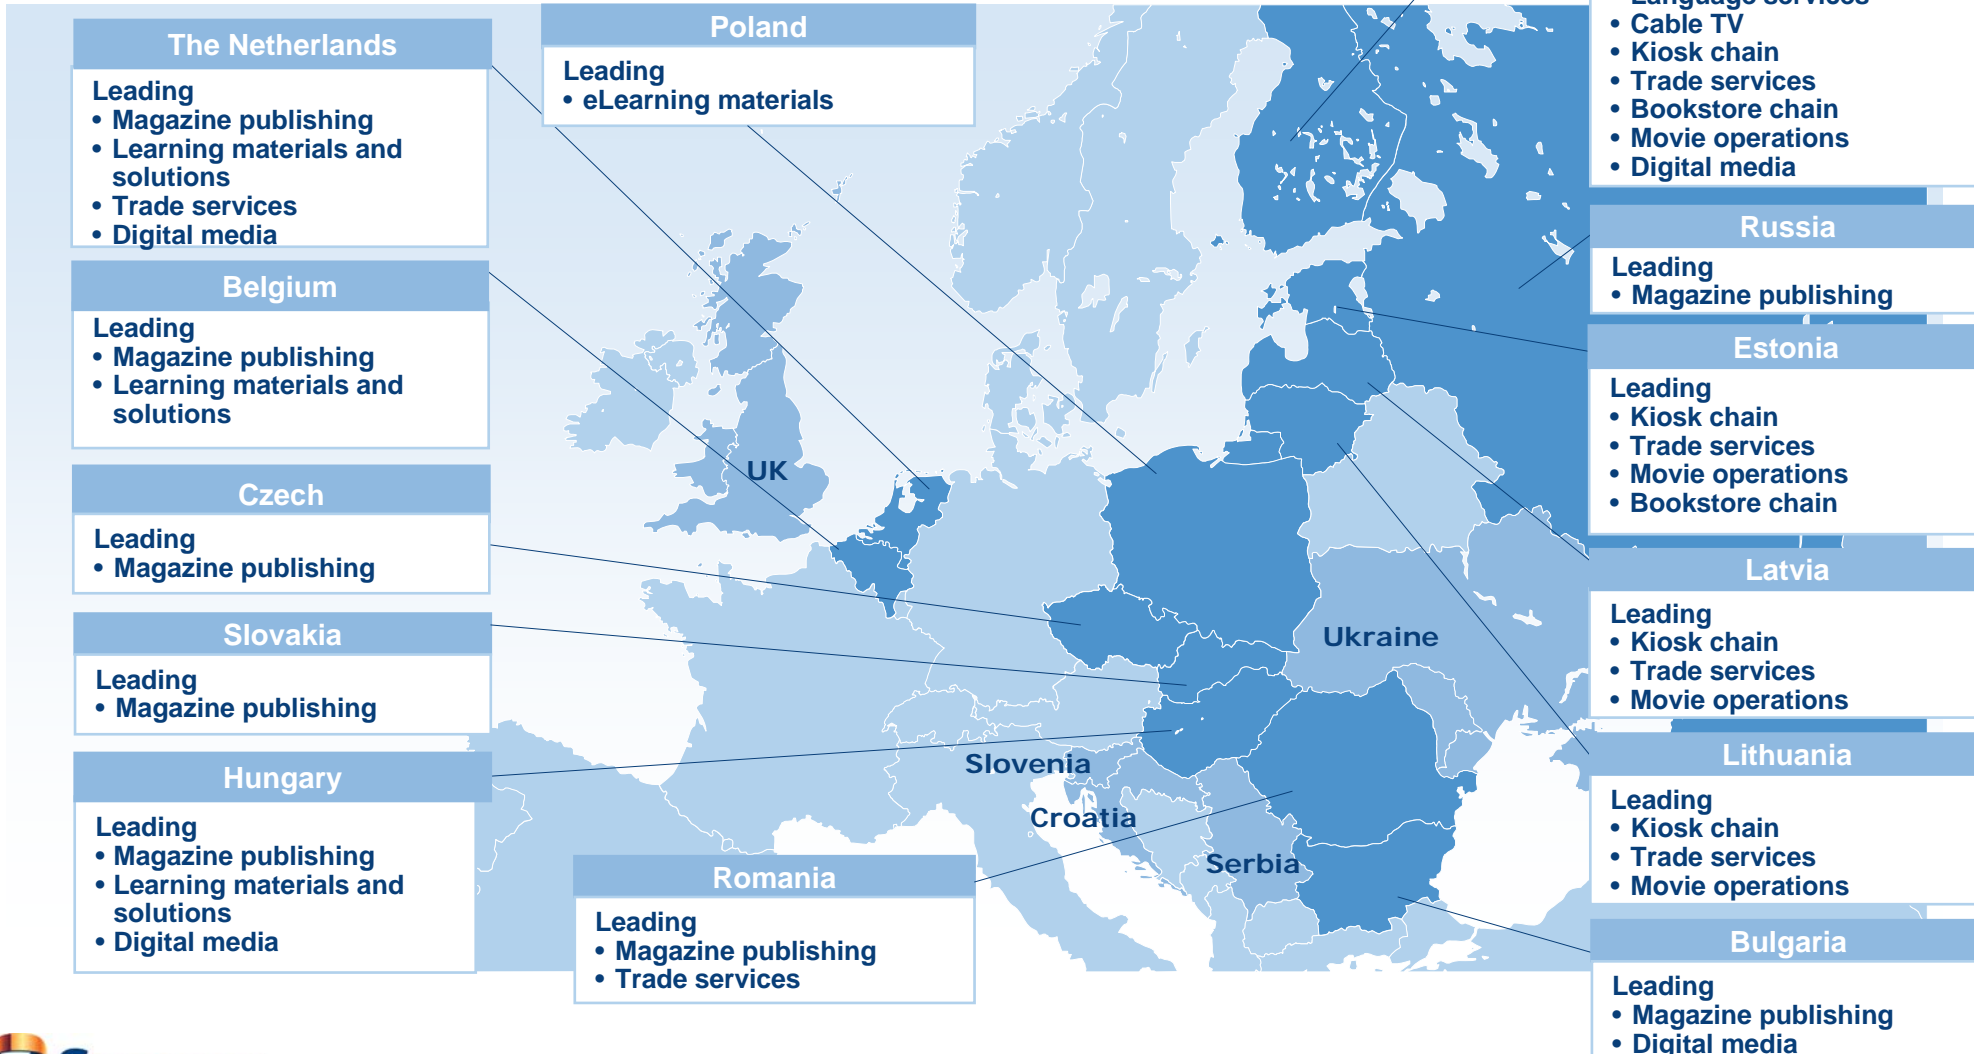 The Netherlands
Leading
• Magazine publishing
• Learning materials and
solutions
• Trade services
• Digital media
Belgium
Leading
• Magazine publishing
• Learning materials and
solutions
Czech
Leading
• Magazine publishing
Slovakia
Leading
• Magazine publishing
Hungary
Leading
• Magazine publishing
• Learning materials and
solutions
• Digital media
Poland
Leading
• eLearning materials
UK
Ukraine
Slovenia
Croatia
Serbia
Romania
Leading
• Magazine publishing
• Trade services
• Language services
• Cable TV
• Kiosk chain
• Trade services
• Bookstore chain
• Movie operations
• Digital media
Russia
Leading
• Magazine publishing
Estonia
Leading
• Kiosk chain
• Trade services
• Movie operations
• Bookstore chain
Latvia
Leading
• Kiosk chain
• Trade services
• Movie operations
Lithuania
Leading
• Kiosk chain
• Trade services
• Movie operations
Bulgaria
Leading
• Magazine publishing
• Digital media